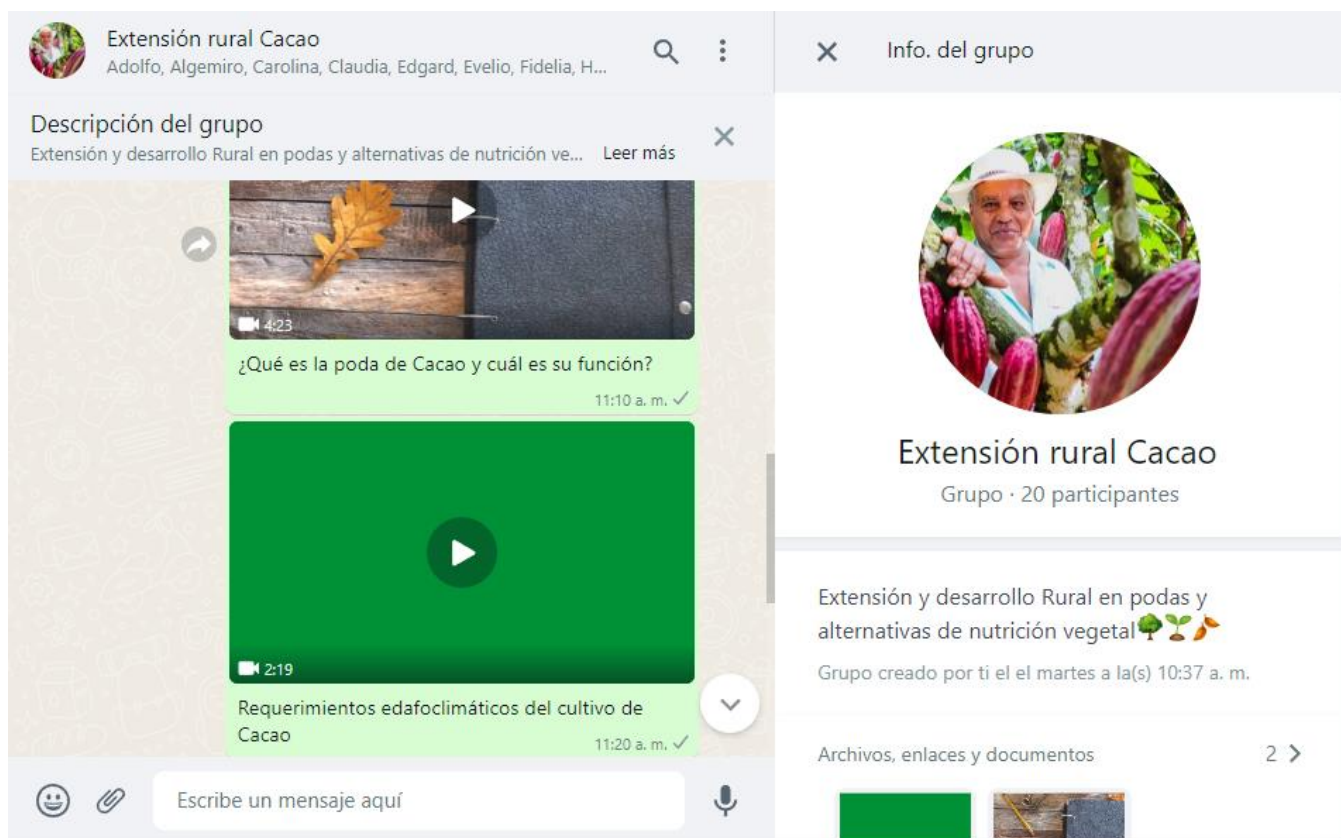 Extensión rural Cacao
Adolfo, Algemiro, Carolina, Claudia, Edgard, Evelio, Fidelia, H...
Descripción del grupo
Extensión y desarrollo Rural en podas y alternativas de nutrición ve... Leer más
4:23
¿Qué es la poda de Cacao y cuál es su función?
11:10 a. m.
2:19
Requerimientos edafoclimáticos del cultivo de
Cacao
11:20 a. m.
Escribe un mensaje aquí
Info. del grupo
Extensión rural Cacao
Grupo · 20 participantes
Extensión y desarrollo Rural en podas y
alternativas de nutrición vegetal🌳🌱🍂
Grupo creado por ti el el martes a la(s) 10:37 a. m.
Archivos, enlaces y documentos 2